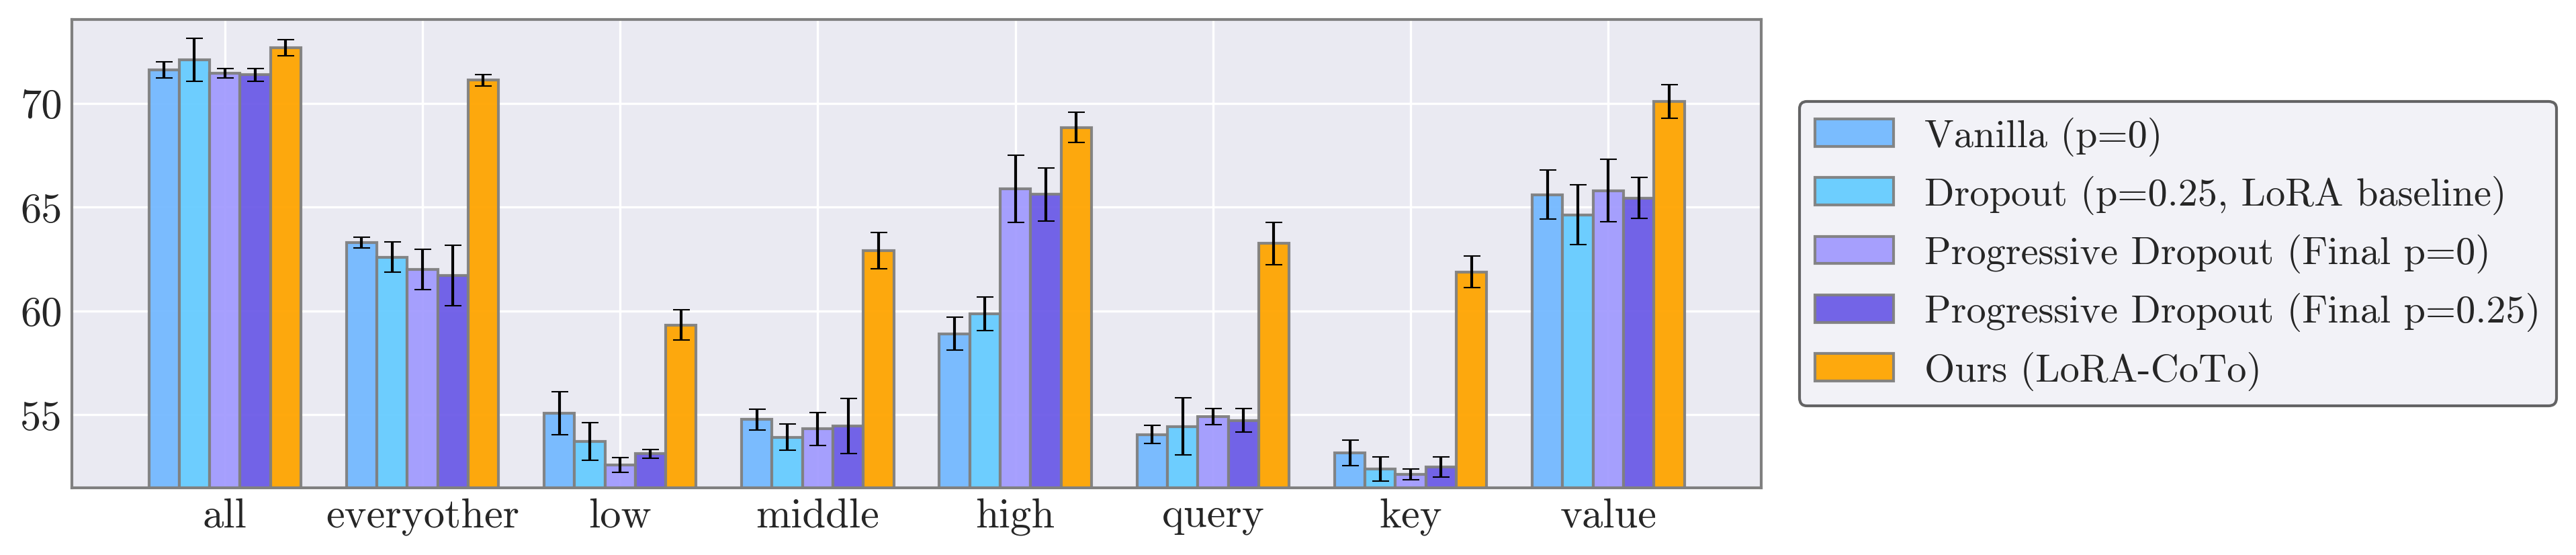 70
65
60
55
all everyother low middle high query key value
Vanilla (p=0)
Dropout (p=0.25, LoRA baseline)
Progressive Dropout (Final p=0)
Progressive Dropout (Final p=0.25)
Ours (LoRA-CoTo)